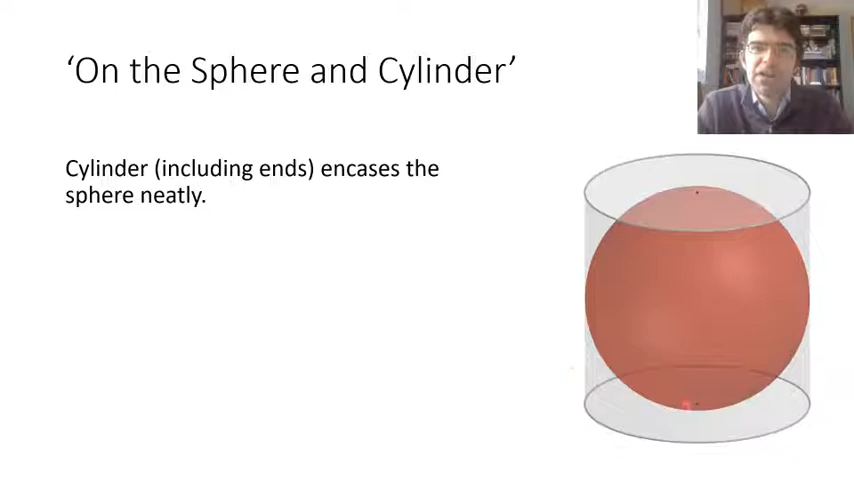 ‘On the Sphere and Cylinder’
Cylinder (including ends) encases the
sphere neatly.